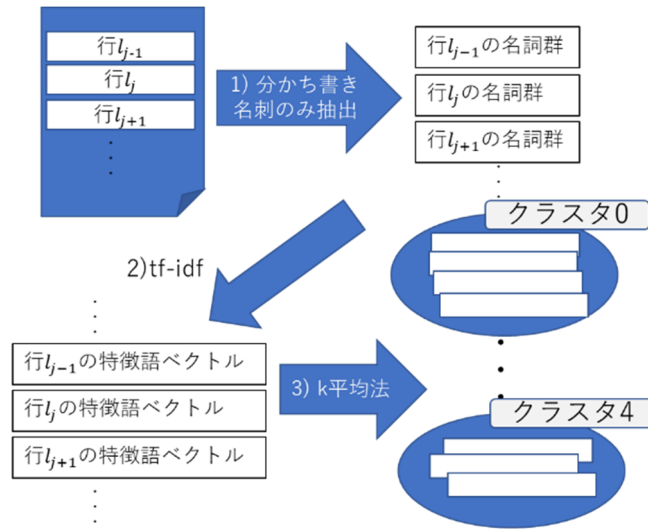 行l_{j-1}
行l_j
行l_{j+1}
1) 分かち書き
名刺のみ抽出
行l_{j-1}の名詞群
行l_jの名詞群
行l_{j+1}の名詞群
クラスタ0
2)tf-idf
行l_{j-1}の特徴語ベクトル
行l_jの特徴語ベクトル
行l_{j+1}の特徴語ベクトル
3) k平均法
クラスタ4